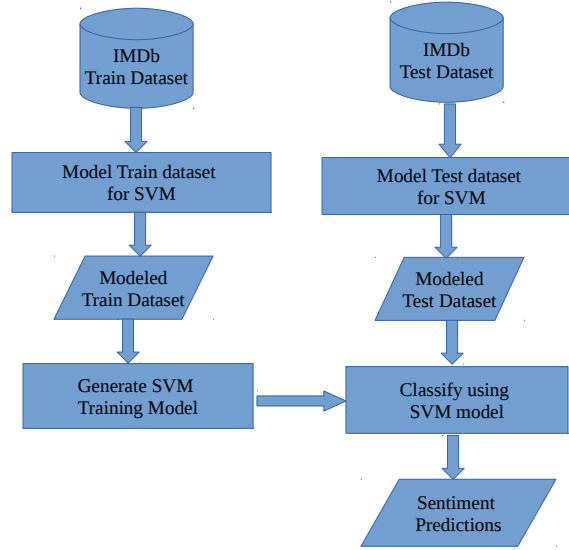 IMDb
Train Dataset
IMDb
Test Dataset
Model Train dataset
for SVM
Model Test dataset
for SVM
Modeled
Train Dataset
Modeled
Test Dataset
Generate SVM
Training Model
Classify using
SVM model
Sentiment
Predictions